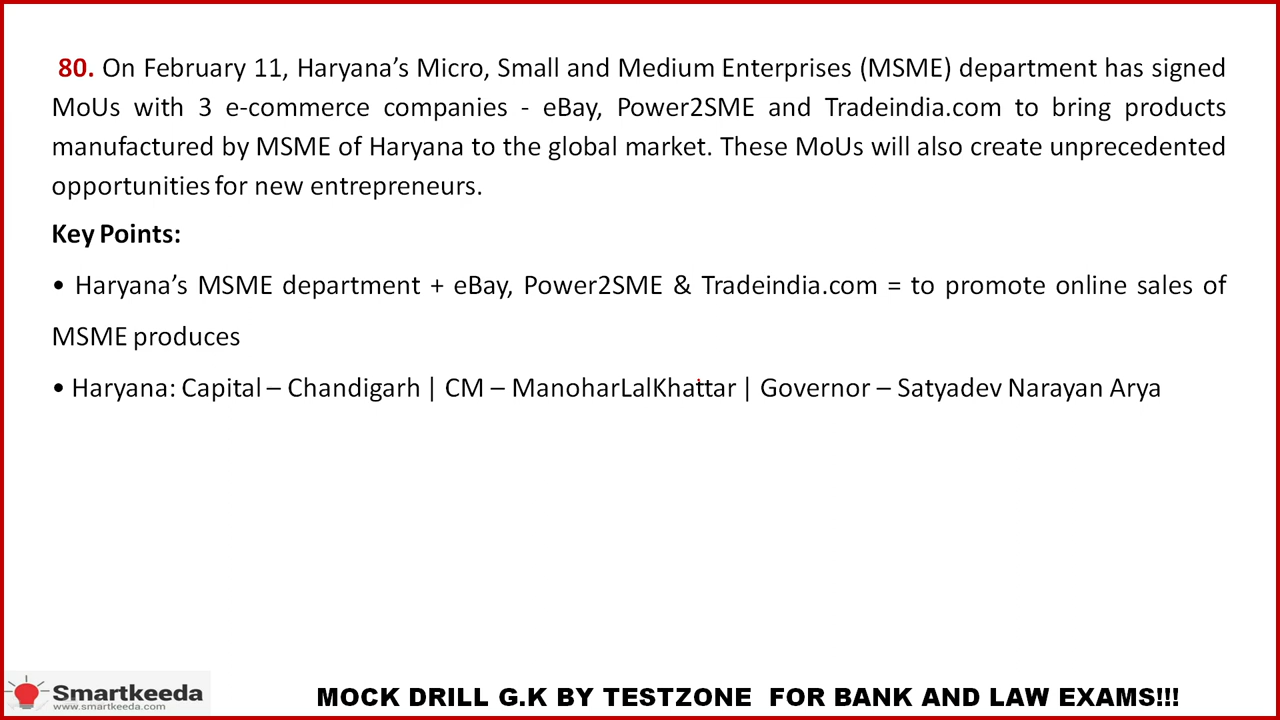 80. On February 11, Haryana’s Micro, Small and Medium Enterprises (MSME) department has signed
MoUs with 3 e-commerce companies - eBay, Power2SME and Tradeindia.com to bring products
manufactured by MSME of Haryana to the global market. These MoUs will also create unprecedented
opportunities for new entrepreneurs.
Key Points:
• Haryana’s MSME department + eBay, Power2SME & Tradeindia.com = to promote online sales of
MSME produces
• Haryana: Capital – Chandigarh | CM – ManoharLalKhattar | Governor – Satyadev Narayan Arya
Smartkeeda
www.smartkeeda.com
MOCK DRILL G.K BY TESTZONE FOR BANK AND LAW EXAMS!!!